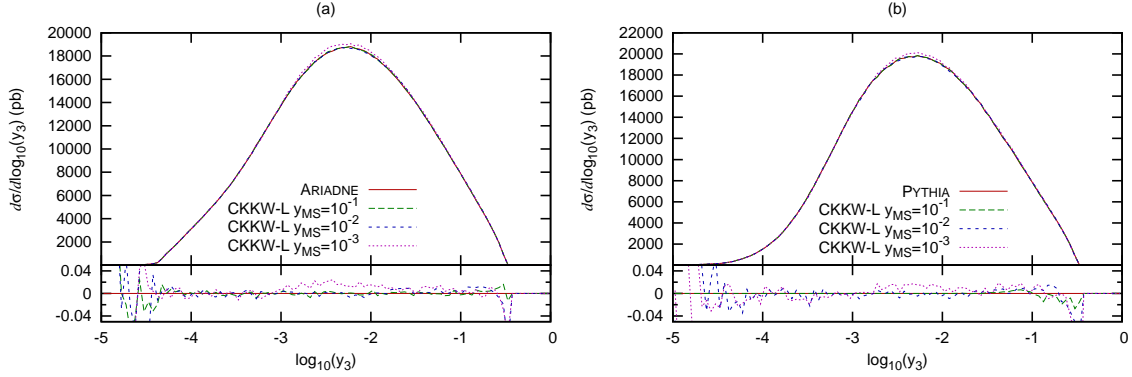 (a)
dσ/dlog10(y3) (pb)
20000
18000
16000
14000
12000
10000
8000
6000
4000
2000
ARIADNE
CKKW-L yMS=10-1
CKKW-L yMS=10-2
CKKW-L yMS=10-3
0.04
0
-0.04
-5 -4 -3 -2 -1 0
log10(y3)
(b)
dσ/dlog10(y3) (pb)
22000
20000
18000
16000
14000
12000
10000
8000
6000
4000
2000
PYTHIA
CKKW-L yMS=10-1
CKKW-L yMS=10-2
CKKW-L yMS=10-3
0.04
0
-0.04
-5 -4 -3 -2 -1 0
log10(y3)